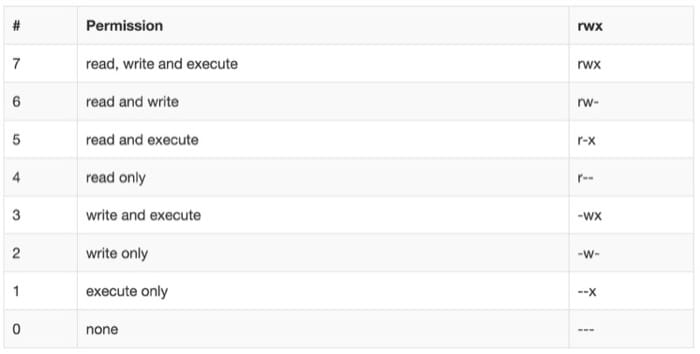 # Permission rwx
7 read, write and execute rwx
6 read and write rw-
5 read and execute r-x
4 read only r--
3 write and execute -wx
2 write only -w-
1 execute only --x
0 none ---